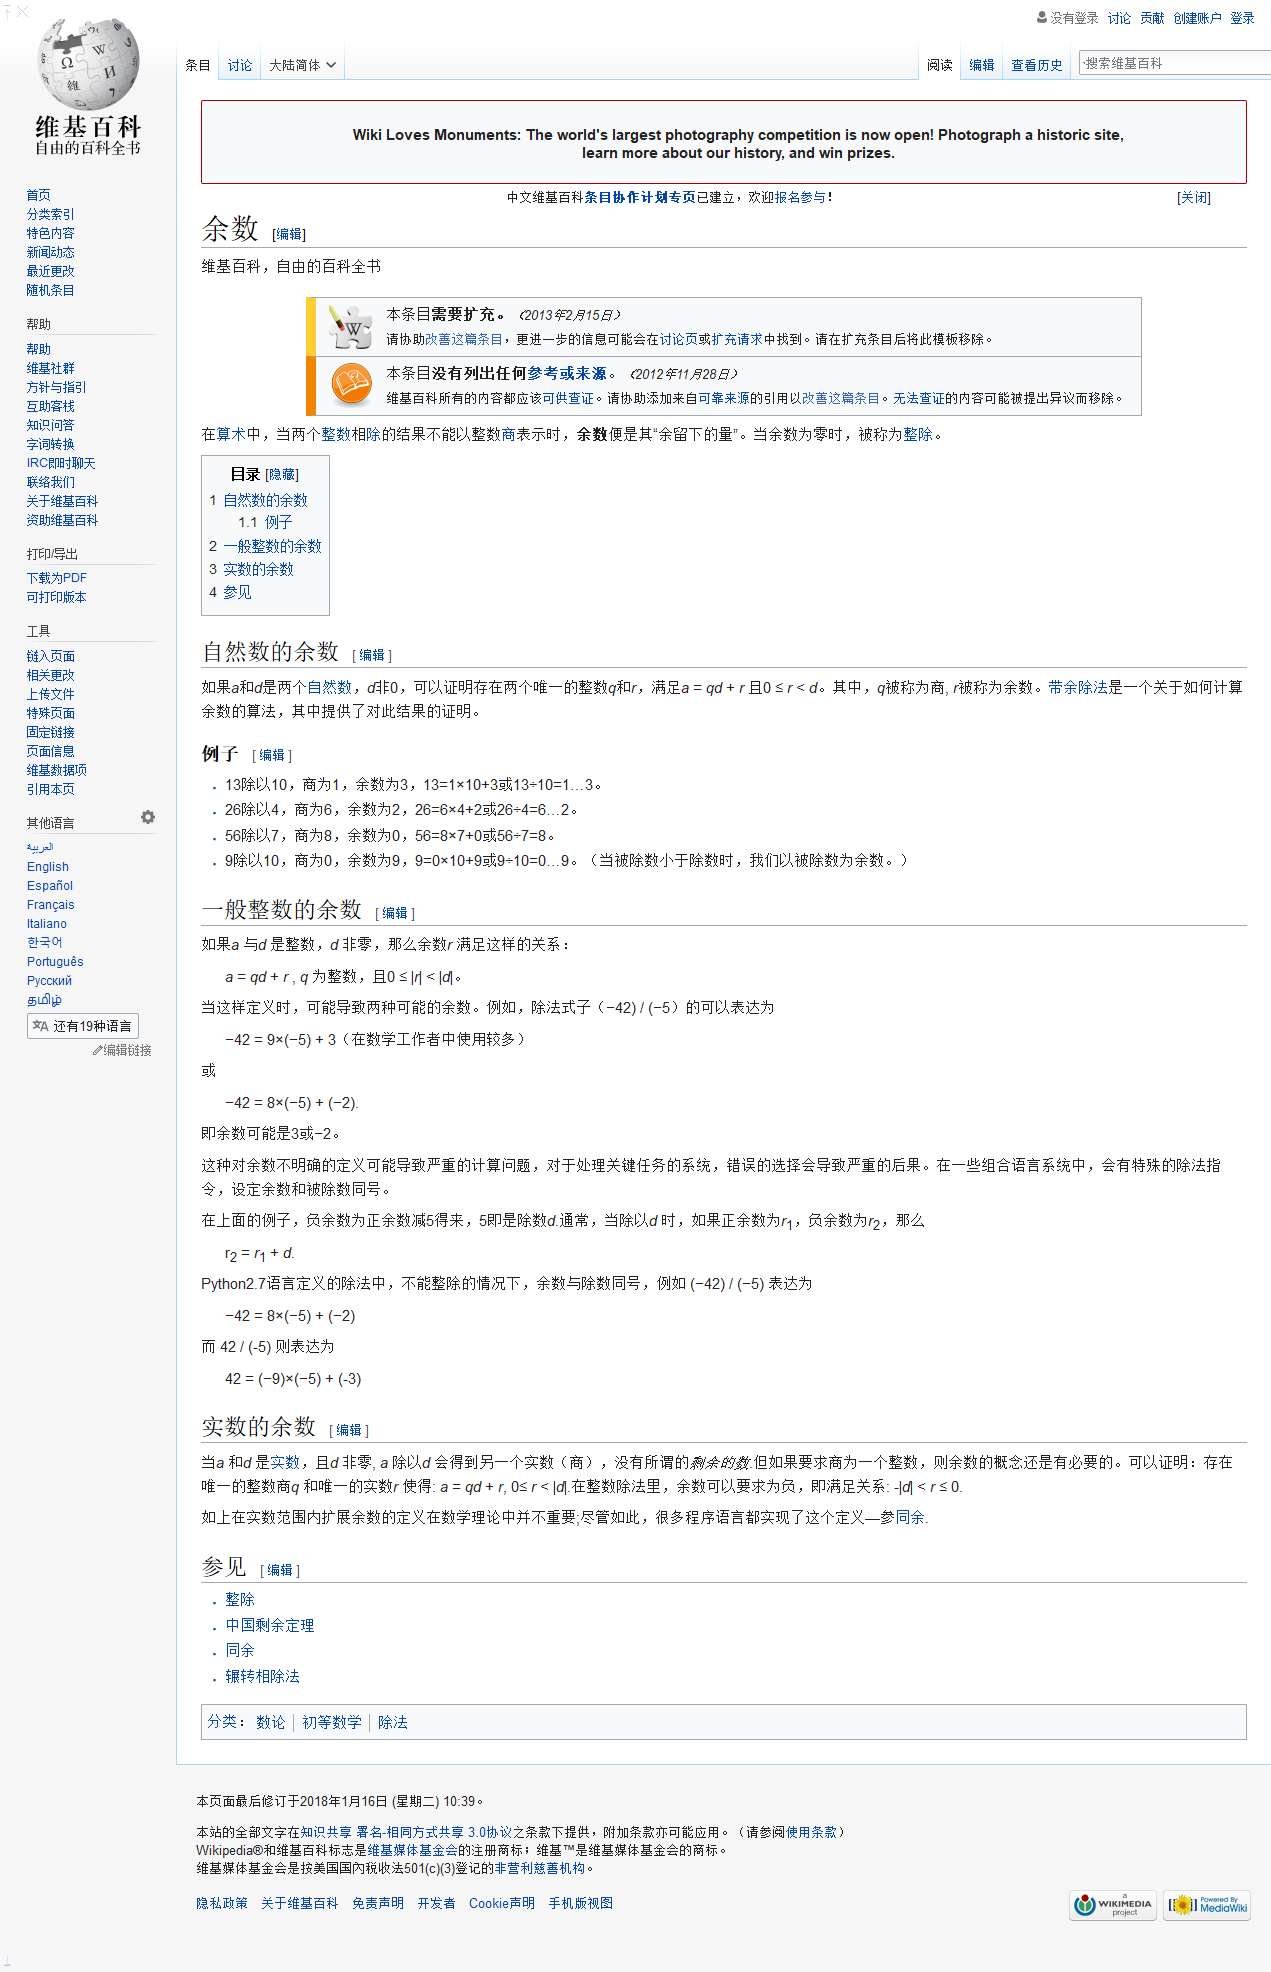 没有登录 讨论 贡献 创建账户 登录
条目 讨论 大陆简体 阅读 编辑 查看历史 搜索维基百科
维基百科
自由的百科全书
首页
分类索引
特色内容
新闻动态
最近更改
随机条目
帮助
帮助
维基社群
方针与指引
互助客栈
知识问答
字词转换
IRC即时聊天
联络我们
关于维基百科
资助维基百科
打印/导出
下载为PDF
可打印版本
工具
链入页面
相关更改
上传文件
特殊页面
固定链接
页面信息
维基数据项
引用本页
其他语言
العربية
English
Español
Français
Italiano
한국어
Português
Русский
தமிழ்
还有19种语言
编辑链接
Wiki Loves Monuments: The world's largest photography competition is now open! Photograph a historic site,
learn more about our history, and win prizes.
中文维基百科条目协作计划专页已建立，欢迎报名参与！ [关闭]
余数 [编辑]
维基百科，自由的百科全书
本条目需要扩充。（2013年2月15日）
请协助改善这篇条目，更进一步的信息可能会在讨论页或扩充请求中找到。请在扩充条目后将此模板移除。
本条目没有列出任何参考或来源。（2012年11月28日）
维基百科所有的内容都应该可供查证。请协助添加来自可靠来源的引用以改善这篇条目。无法查证的内容可能被提出异议而移除。
在算术中，当两个整数相除的结果不能以整数商表示时，余数便是其“余留下的量”。当余数为零时，被称为整除。
目录 [隐藏]
1 自然数的余数
1.1 例子
2 一般整数的余数
3 实数的余数
4 参见
自然数的余数 [ 编辑 ]
如果a和d是两个自然数，d非0，可以证明存在两个唯一的整数q和r，满足a = qd + r 且0 ≤ r < d。其中，q被称为商, r被称为余数。带余除法是一个关于如何计算
余数的算法，其中提供了对此结果的证明。
例子 [ 编辑 ]
13除以10，商为1，余数为3，13=1×10+3或13÷10=1…3。
26除以4，商为6，余数为2，26=6×4+2或26÷4=6…2。
56除以7，商为8，余数为0，56=8×7+0或56÷7=8。
9除以10，商为0，余数为9，9=0×10+9或9÷10=0…9。（当被除数小于除数时，我们以被除数为余数。）
一般整数的余数 [ 编辑 ]
如果a 与d 是整数，d 非零，那么余数r 满足这样的关系：
a = qd + r , q 为整数，且0 ≤ |r| < |d|。
当这样定义时，可能导致两种可能的余数。例如，除法式子（−42) / (−5）的可以表达为
−42 = 9×(−5) + 3（在数学工作者中使用较多）
或
−42 = 8×(−5) + (−2).
即余数可能是3或−2。
这种对余数不明确的定义可能导致严重的计算问题，对于处理关键任务的系统，错误的选择会导致严重的后果。在一些组合语言系统中，会有特殊的除法指
令，设定余数和被除数同号。
在上面的例子，负余数为正余数减5得来，5即是除数d.通常，当除以d 时，如果正余数为r1，负余数为r2，那么
r2 = r1 + d.
Python2.7语言定义的除法中，不能整除的情况下，余数与除数同号，例如 (−42) / (−5) 表达为
−42 = 8×(−5) + (−2)
而 42 / (-5) 则表达为
42 = (−9)×(−5) + (-3)
实数的余数 [ 编辑 ]
当a 和d 是实数，且d 非零, a 除以d 会得到另一个实数（商），没有所谓的剩余的数.但如果要求商为一个整数，则余数的概念还是有必要的。可以证明：存在
唯一的整数商q 和唯一的实数r 使得: a = qd + r, 0≤ r < |d|.在整数除法里，余数可以要求为负，即满足关系: -|d| < r ≤ 0.
如上在实数范围内扩展余数的定义在数学理论中并不重要;尽管如此，很多程序语言都实现了这个定义—参同余.
参见 [ 编辑 ]
整除
中国剩余定理
同余
辗转相除法
分类： 数论 初等数学 除法
本页面最后修订于2018年1月16日 (星期二) 10:39。
本站的全部文字在知识共享 署名-相同方式共享 3.0协议之条款下提供，附加条款亦可能应用。（请参阅使用条款）
Wikipedia®和维基百科标志是维基媒体基金会的注册商标；维基™是维基媒体基金会的商标。
维基媒体基金会是按美国国內稅收法501(c)(3)登记的非营利慈善机构。
隐私政策 关于维基百科 免责声明 开发者 Cookie声明 手机版视图
a WIKIMEDIA project Powered By MediaWiki